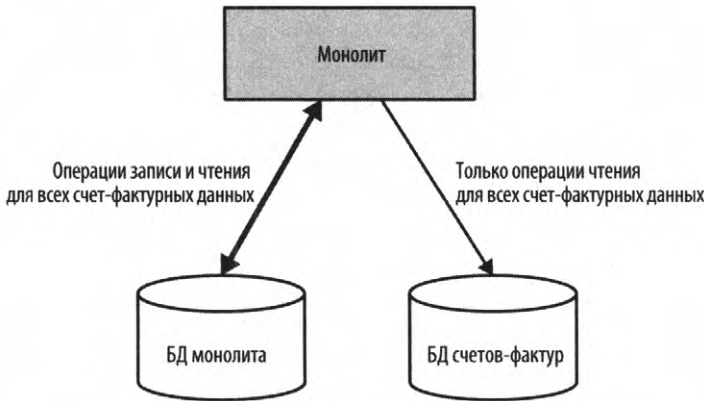 Монолит
Операции записи и чтения
для всех счет-фактурных данных
Только операции чтения
для всех счет-фактурных данных
БД монолита
БД счетов-фактур